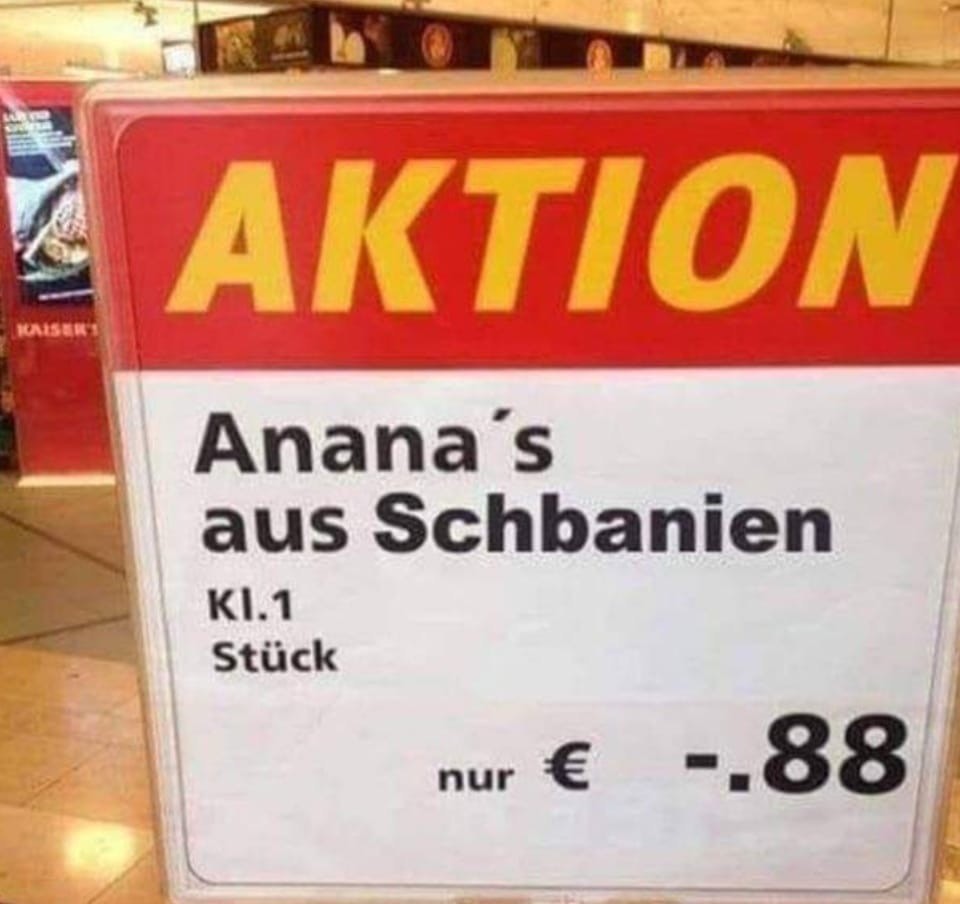 KAISER'S
AKTION
Anana´s
aus Schbanien
Kl.1
Stück
nur € -.88